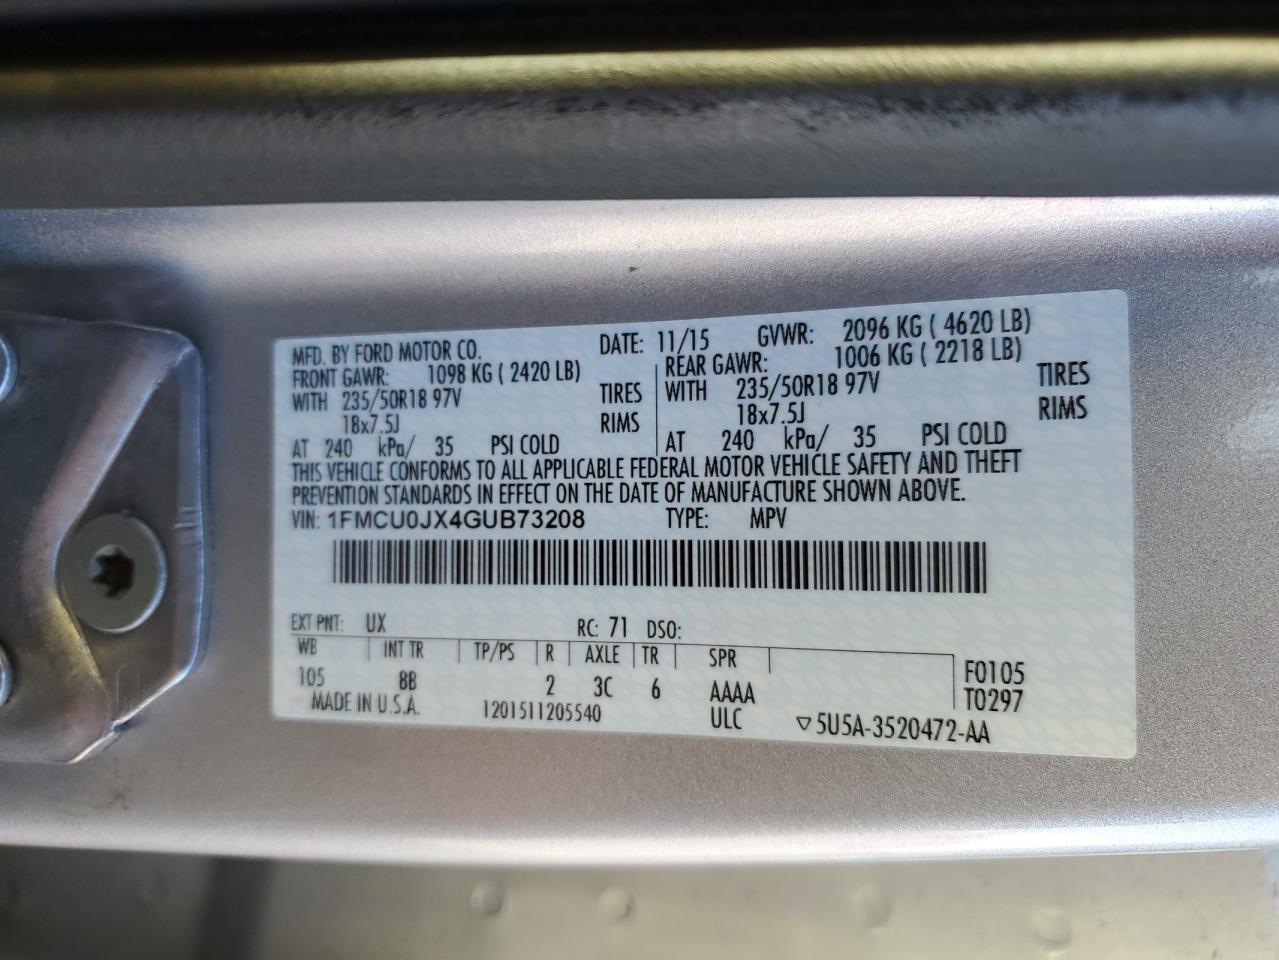 MFD. BY FORD MOTOR CO. DATE: 11/15 GVWR: 2096 KG ( 4620 LB)
FRONT GAWR: 1098 KG ( 2420 LB) REAR GAWR: 1006 KG ( 2218 LB)
WITH 235/50R18 97V TIRES WITH 235/50R18 97V TIRES
18x7.5J RIMS 18x7.5J RIMS
AT 240 kPa/ 35 PSI COLD AT 240 kPa/ 35 PSI COLD
THIS VEHICLE CONFORMS TO ALL APPLICABLE FEDERAL MOTOR VEHICLE SAFETY AND THEFT
PREVENTION STANDARDS IN EFFECT ON THE DATE OF MANUFACTURE SHOWN ABOVE.
VIN: 1FMCU0JX4GUB73208 TYPE: MPV
EXT PNT: UX RC: 71 DSO:
WB INT TR TP/PS R AXLE TR SPR
105 8B 2 3C 6 AAAA F0105
T0297
MADE IN U.S.A. 1201511205540 ULC ▽5U5A-3520472-AA